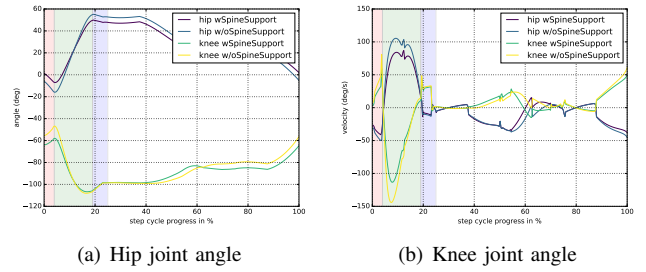 60
40
20
0
−20
−40
−60
−80
−100
−120
angle (deg)
0
20
40
60
80
100
step cycle progress in %
hip wSpineSupport
hip w/oSpineSupport
knee wSpineSupport
knee w/oSpineSupport
(a) Hip joint angle
150
100
50
0
−50
−100
−150
velocity (deg/s)
0
20
40
60
80
100
step cycle progress in %
hip wSpineSupport
hip w/oSpineSupport
knee wSpineSupport
knee w/oSpineSupport
(b) Knee joint angle